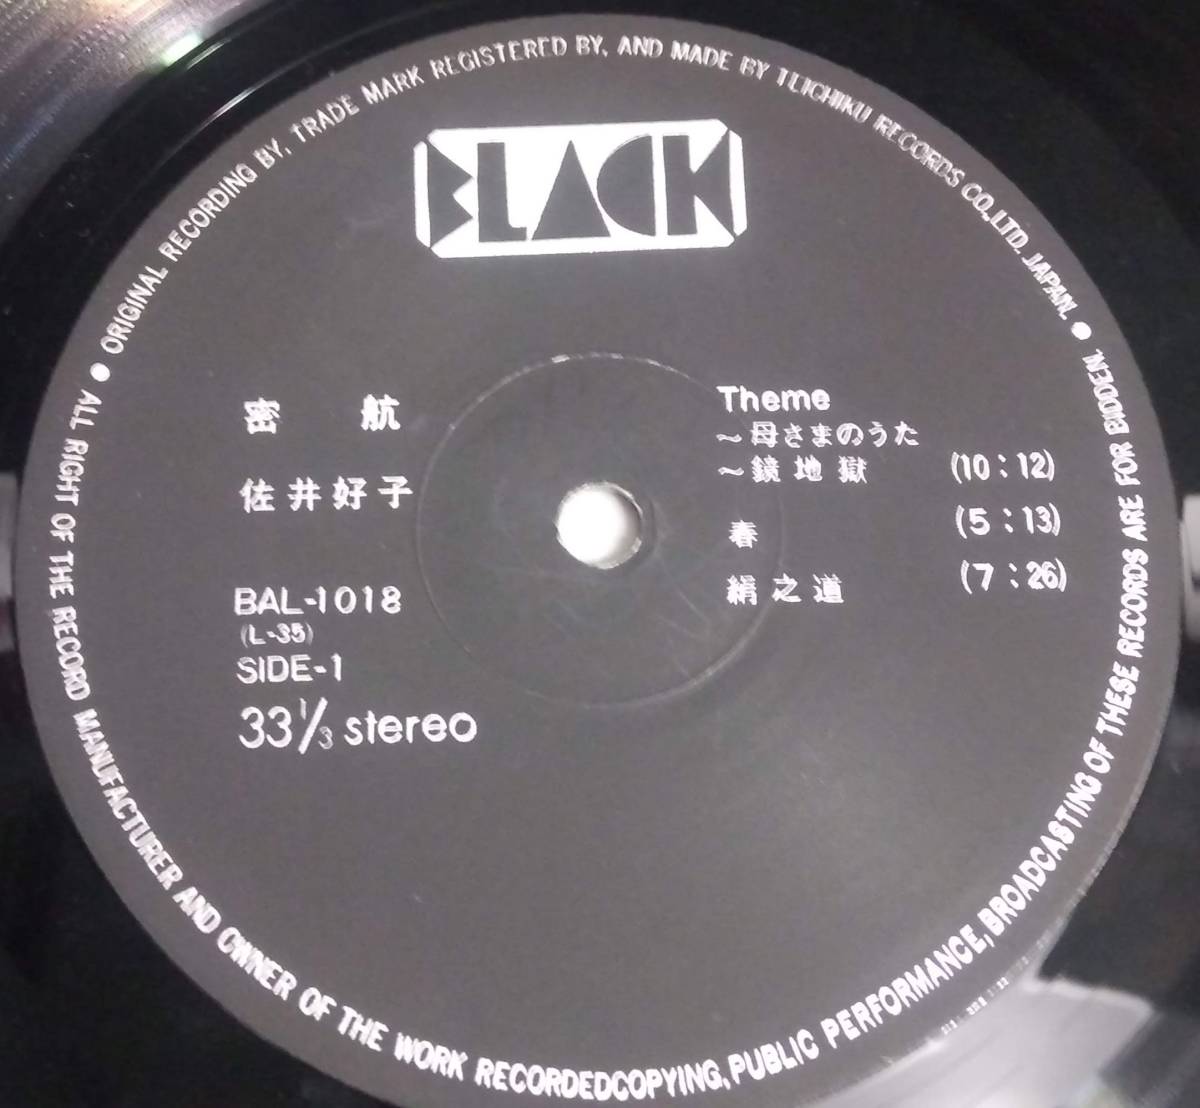 ORIGINAL RECORDING BY, TRADE MARK REGISTERED BY, AND MADE BY TEICHIKU RECORDS CO.,LTD. JAPAN.
BLACK
密 航
佐井好子
BAL-1018
(L-35)
SIDE-1
33 1/3 stereo
Theme
～母さまのうた
～鏡地獄 (10:12)
春 (5:13)
絹之道 (7:26)
ALL RIGHT OF THE RECORD MANUFACTURER AND OWNER OF THE WORK RECORDEDCOPYING, PUBLIC PERFORMANCE, BROADCASTING OF THESE RECORDS ARE FOR BIDDEN.